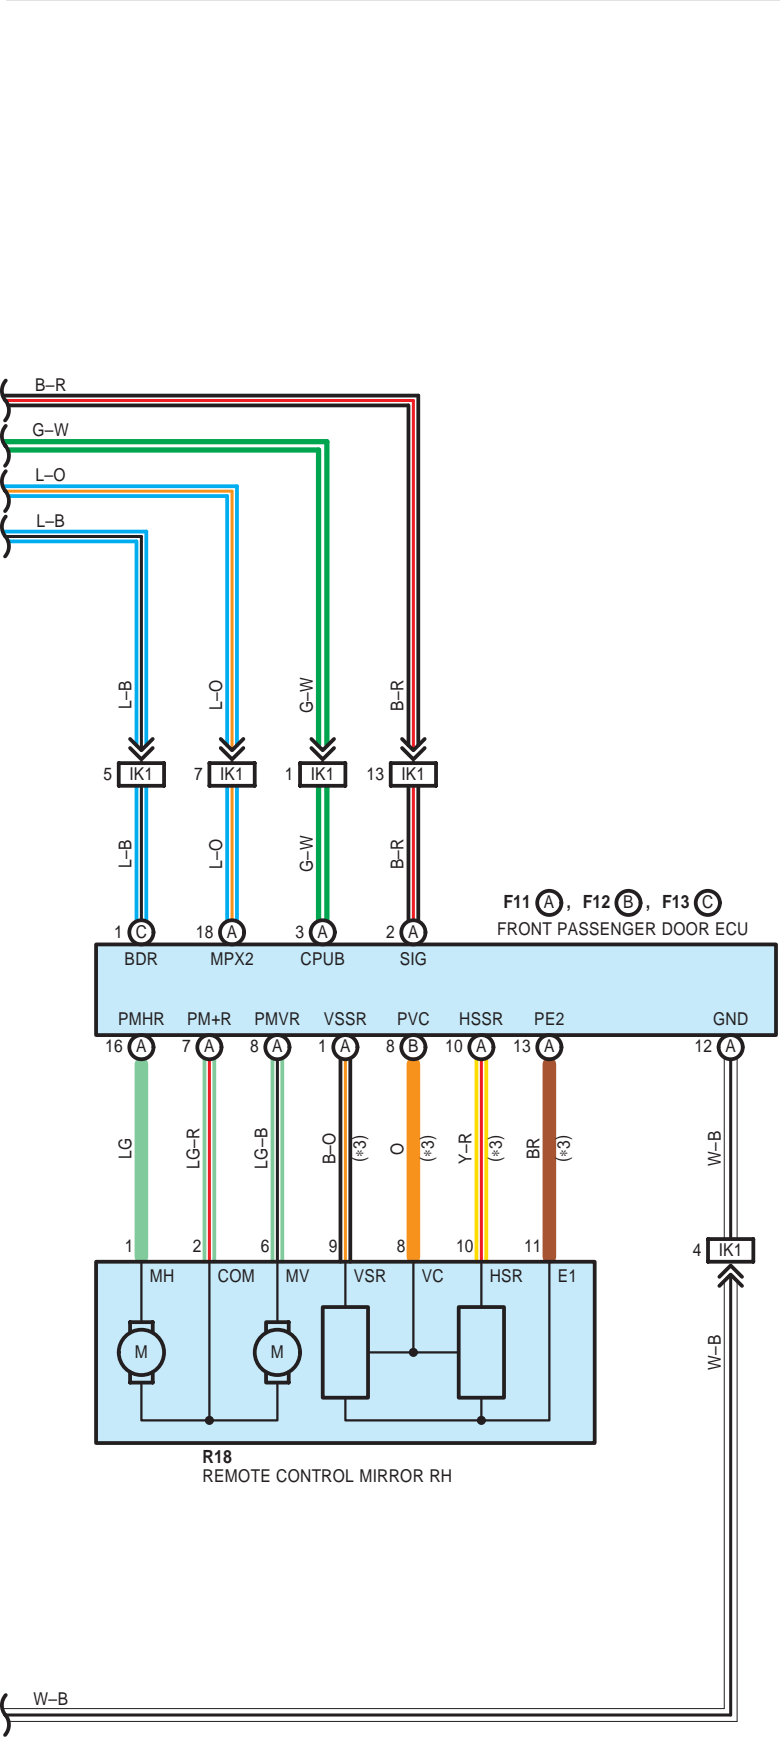 B–R
G–W
L–O
L–B
L–B L–O G–W B–R
5 IK1 7 IK1 1 IK1 13 IK1
L–B L–O G–W B–R
F11 A , F12 B , F13 C
FRONT PASSENGER DOOR ECU
1 C 18 A 3 A 2 A
BDR MPX2 CPUB SIG
PMHR PM+R PMVR VSSR PVC HSSR PE2 GND
16 A 7 A 8 A 1 A 8 B 10 A 13 A 12 A
LG LG–R LG–B B–O (*3) O (*3) Y–R (*3) BR (*3) W–B
1 2 6 9 8 10 11 4 IK1
MH COM MV VSR VC HSR E1
M M W–B
R18
REMOTE CONTROL MIRROR RH
W–B